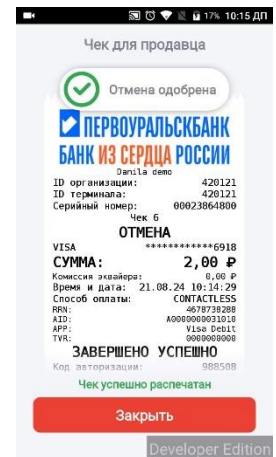 17% 10:15 ДП
Чек для продавца
Отмена одобрена
ПЕРВОУРАЛЬСКБАНК
БАНК ИЗ СЕРДЦА РОССИИ
Danila demo
ID организации: 420121
ID терминала: 420121
Серийный номер: 00023864800
Чек 6
ОТМЕНА
VISA ************6918
СУММА: 2,00 ₽
Комиссия эквайера: 0,00 ₽
Время и дата: 21.08.24 10:14:29
Способ оплаты: CONTACTLESS
RRN: 4678738288
AID: A0000000031010
APP: Visa Debit
TVR: 0000000000
ЗАВЕРШЕНО УСПЕШНО
Код авторизации: 988508
Чек успешно распечатан
Закрыть
Developer Edition